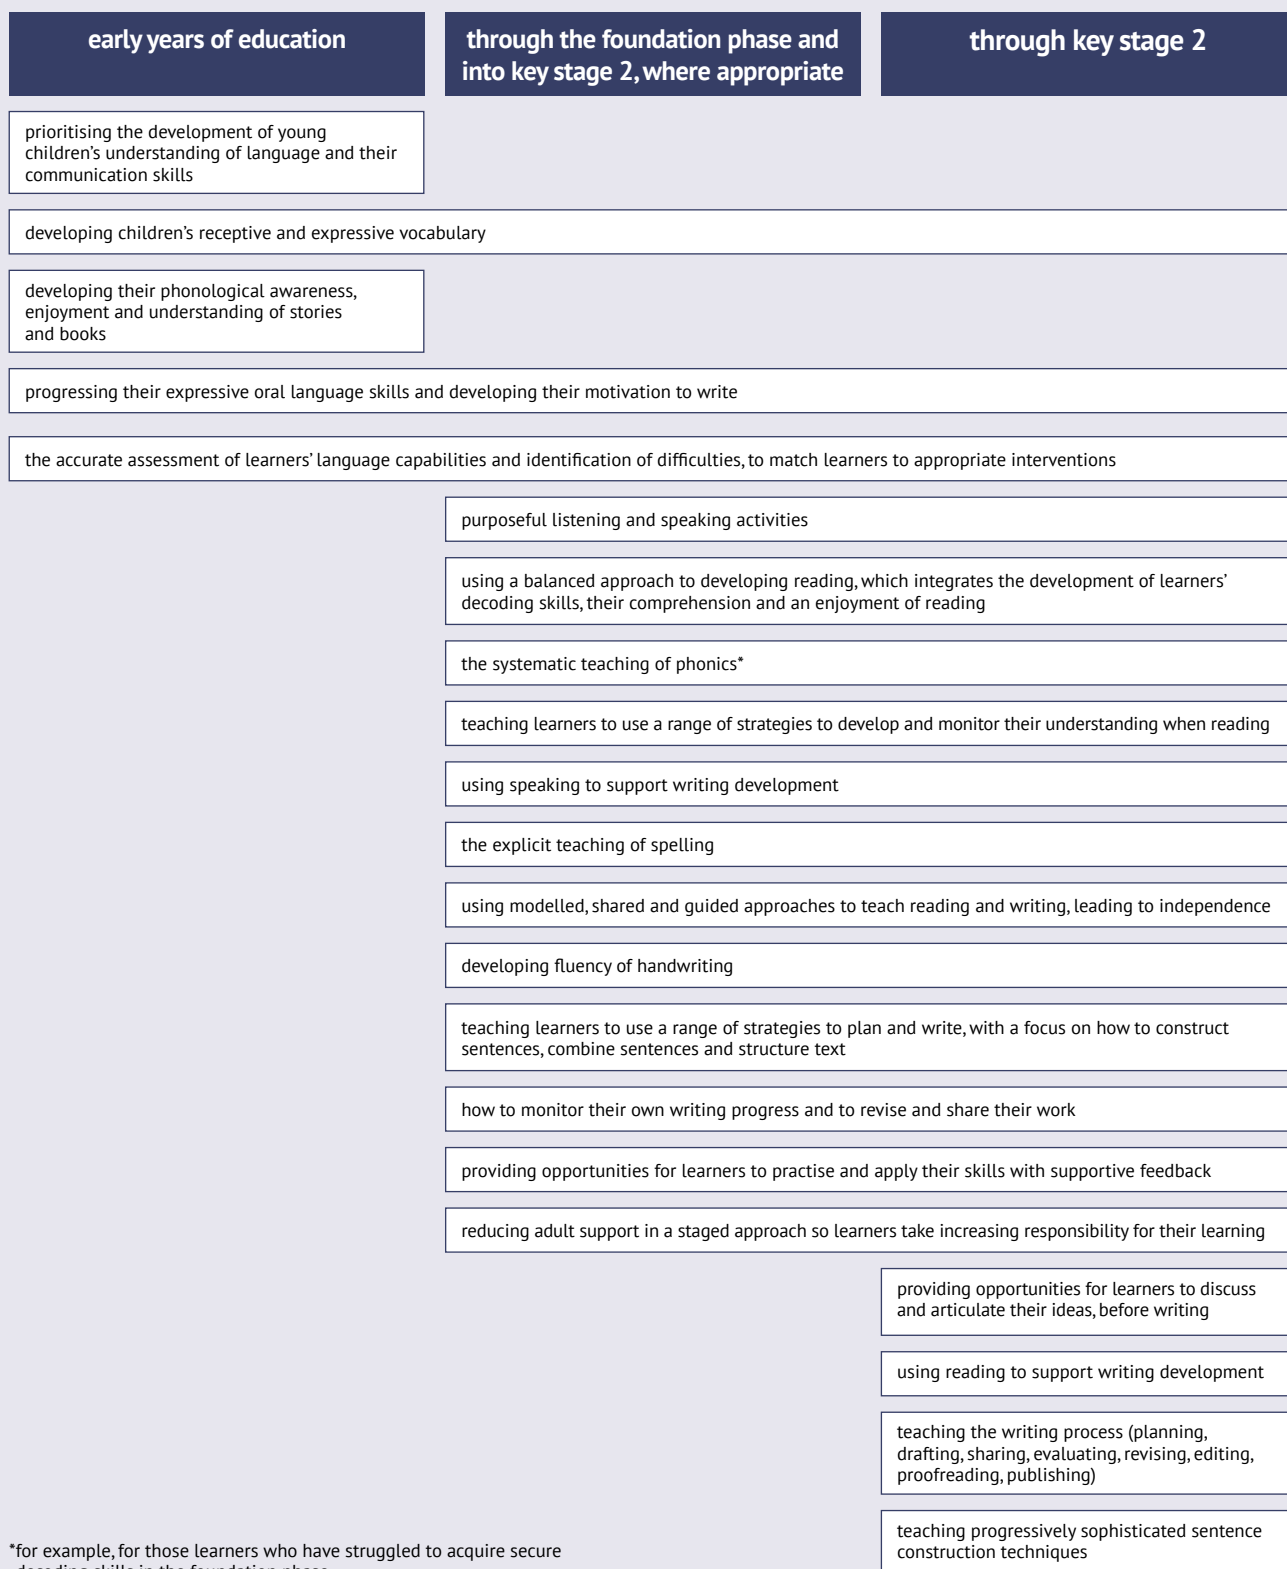 early years of education
through the foundation phase and
into key stage 2, where appropriate
through key stage 2
prioritising the development of young
children's understanding of language and their
communication skills
developing children's receptive and expressive vocabulary
developing their phonological awareness,
enjoyment and understanding of stories
and books
progressing their expressive oral language skills and developing their motivation to write
the accurate assessment of learners' language capabilities and identification of difficulties, to match learners to appropriate interventions
purposeful listening and speaking activities
using a balanced approach to developing reading, which integrates the development of learners'
decoding skills, their comprehension and an enjoyment of reading
the systematic teaching of phonics*
teaching learners to use a range of strategies to develop and monitor their understanding when reading
using speaking to support writing development
the explicit teaching of spelling
using modelled, shared and guided approaches to teach reading and writing, leading to independence
developing fluency of handwriting
teaching learners to use a range of strategies to plan and write, with a focus on how to construct
sentences, combine sentences and structure text
how to monitor their own writing progress and to revise and share their work
providing opportunities for learners to practise and apply their skills with supportive feedback
reducing adult support in a staged approach so learners take increasing responsibility for their learning
providing opportunities for learners to discuss
and articulate their ideas, before writing
using reading to support writing development
teaching the writing process (planning,
drafting, sharing, evaluating, revising, editing,
proofreading, publishing)
teaching progressively sophisticated sentence
construction techniques
*for example, for those learners who have struggled to acquire secure
decoding skills in the foundation phase